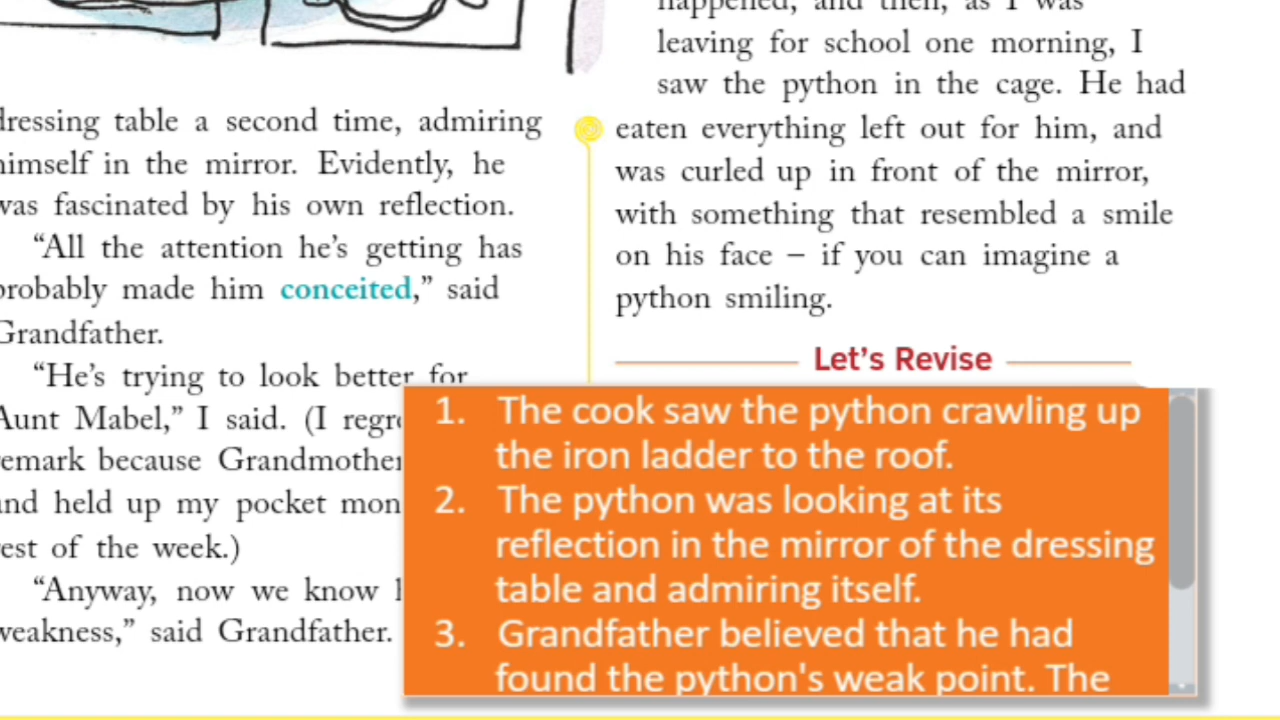 dressing table a second time, admiring
himself in the mirror. Evidently, he
was fascinated by his own reflection.
“All the attention he’s getting has
probably made him conceited,” said
Grandfather.
“He’s trying to look better for
Aunt Mabel,” I said. (I
remark because
and held up my pocket
rest of the week.)
“Anyway, now we know
weakness,” said Grandfather.
happened, and then, as I was
leaving for school one morning, I
saw the python in the cage. He had
eaten everything left out for him, and
was curled up in front of the mirror,
with something that resembled a smile
on his face – if you can imagine a
python smiling.
Let’s Revise
1. The cook saw the python crawling up
the iron ladder to the roof.
2. The python was looking at its
reflection in the mirror of the dressing
table and admiring itself.
3. Grandfather believed that he had
found the python's weak point. The